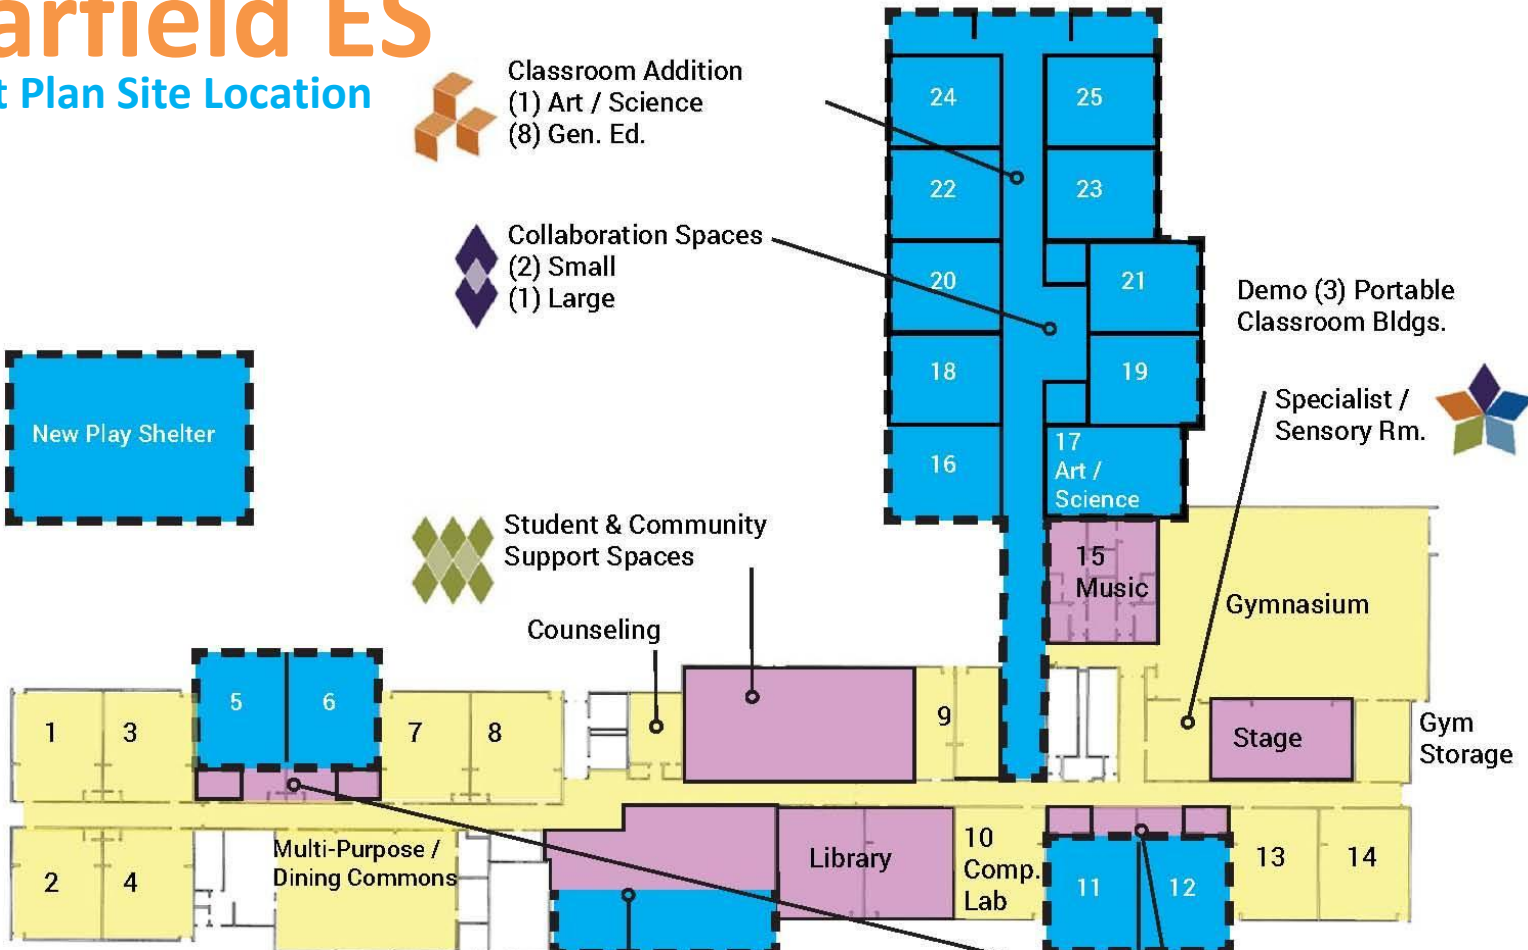 arfield ES
t Plan Site Location
Classroom Addition
(1) Art / Science
(8) Gen. Ed.
Collaboration Spaces
(2) Small
(1) Large
24
25
22
23
20
21
18
19
16
17
Art /
Science
Demo (3) Portable
Classroom Bldgs.
Specialist /
Sensory Rm.
New Play Shelter
Student & Community
Support Spaces
Counseling
15
Music
Gymnasium
1
3
5
6
7
8
9
Stage
Gym
Storage
2
4
Multi-Purpose /
Dining Commons
Library
10
Comp.
Lab
11
12
13
14